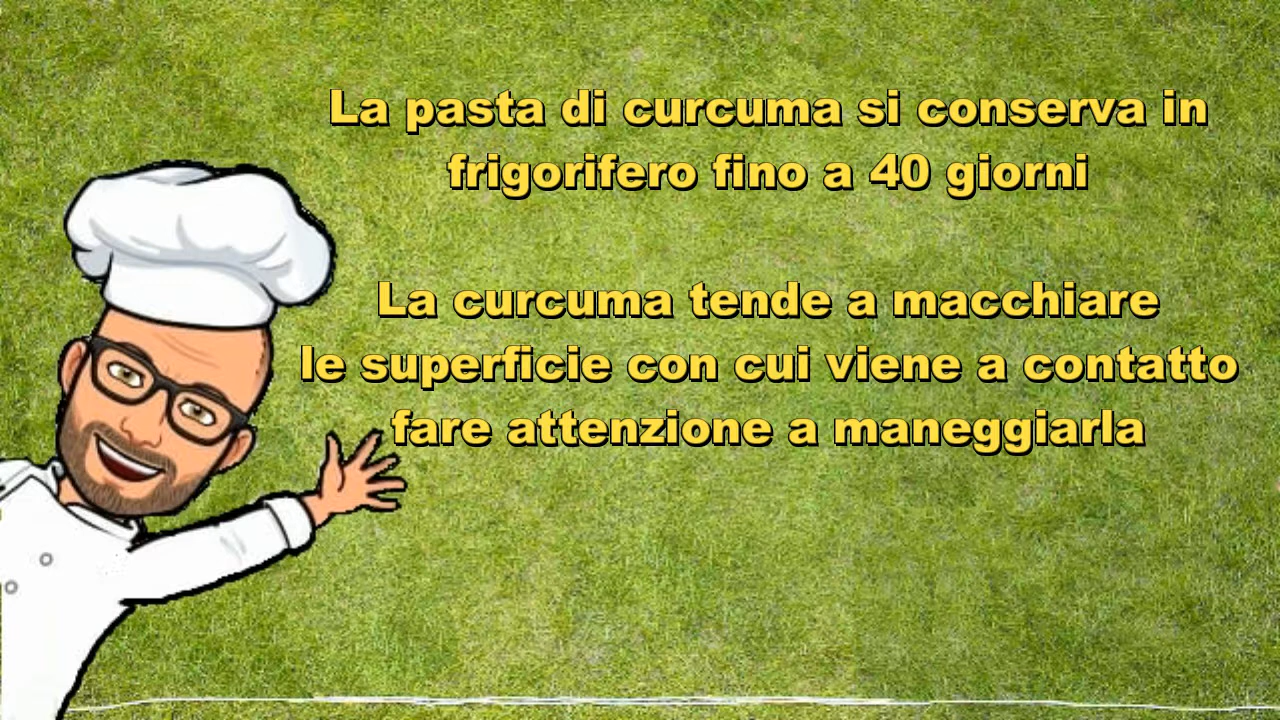 La pasta di curcuma si conserva in
frigorifero fino a 40 giorni
La curcuma tende a macchiare
le superficie con cui viene a contatto
fare attenzione a maneggiarla